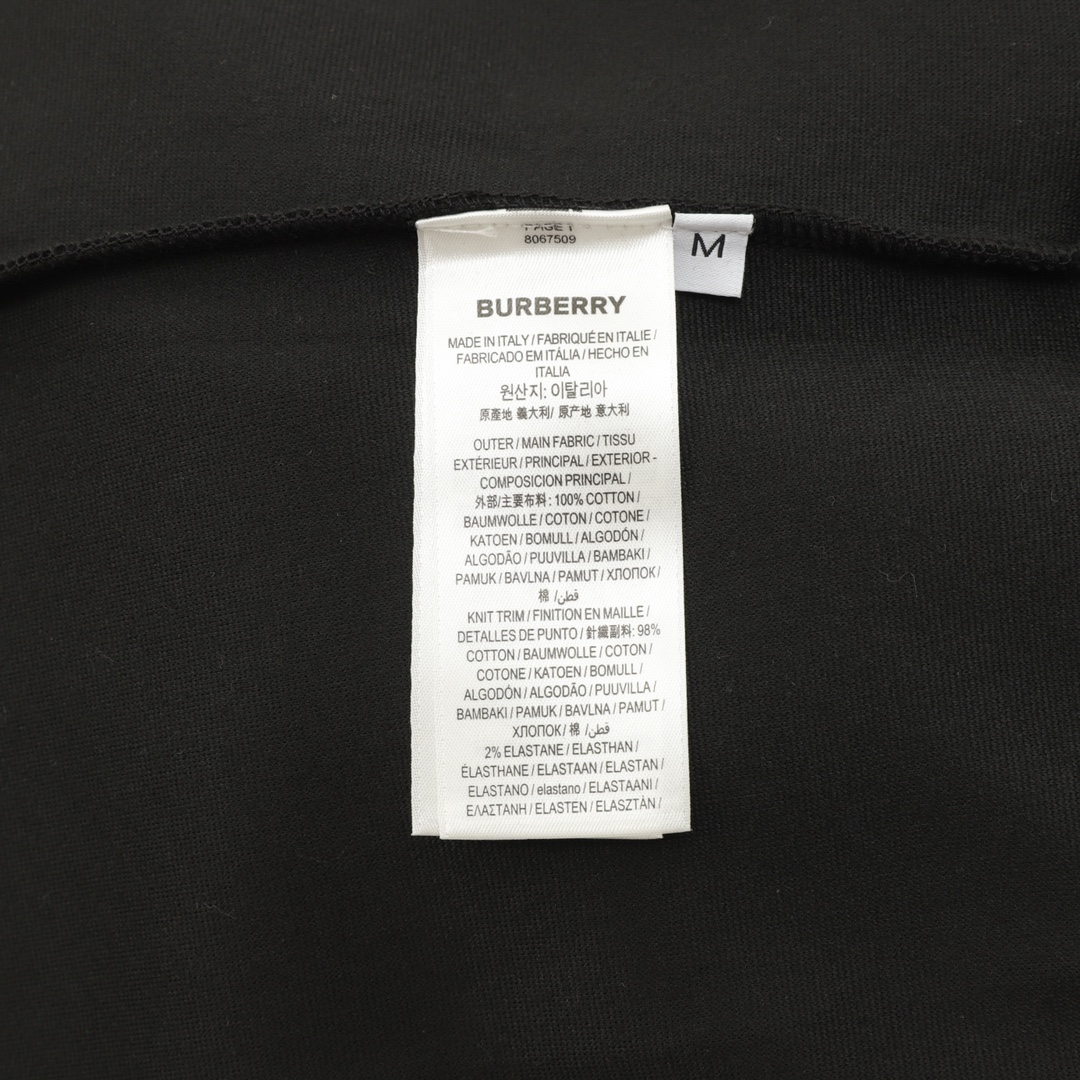 PAGE 1
8067509
M
BURBERRY
MADE IN ITALY / FABRIQUÉ EN ITALIE /
FABRICADO EM ITÁLIA / HECHO EN
ITALIA
원산지: 이탈리아
原產地 義大利/ 原产地 意大利
OUTER / MAIN FABRIC / TISSU
EXTÉRIEUR / PRINCIPAL / EXTERIOR -
COMPOSICION PRINCIPAL /
外部/主要布料: 100% COTTON /
BAUMWOLLE / COTON / COTONE /
KATOEN / BOMULL / ALGODÓN /
ALGODÃO / PUUVILLA / BAMBAKI /
PAMUK / BAVLNA / PAMUT / ХЛОПОК /
棉 /قطن
KNIT TRIM / FINITION EN MAILLE /
DETALLES DE PUNTO / 針織副料: 98%
COTTON / BAUMWOLLE / COTON /
COTONE / KATOEN / BOMULL /
ALGODÓN / ALGODÃO / PUUVILLA /
BAMBAKI / PAMUK / BAVLNA / PAMUT /
ХЛОПОК / 棉 /قطن
2% ELASTANE / ELASTHAN /
ÉLASTHANE / ELASTAAN / ELASTAN /
ELASTANO / elastano / ELASTAANI /
ΕΛΑΣΤΑΝΗ / ELASTEN / ELASZTÁN /